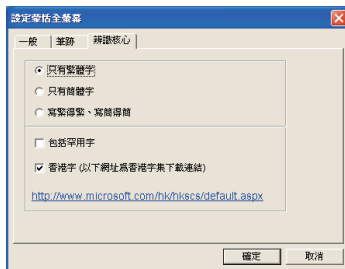 設定蒙恬全螢幕
一般 筆跡 辨識核心
只有繁體字
只有簡體字
寫繁得繁、寫簡得簡
包括罕用字
香港字 (以下網址爲香港字集下載連結)
http://www.microsoft.com/hk/hkscs/default.aspx
確定 取消